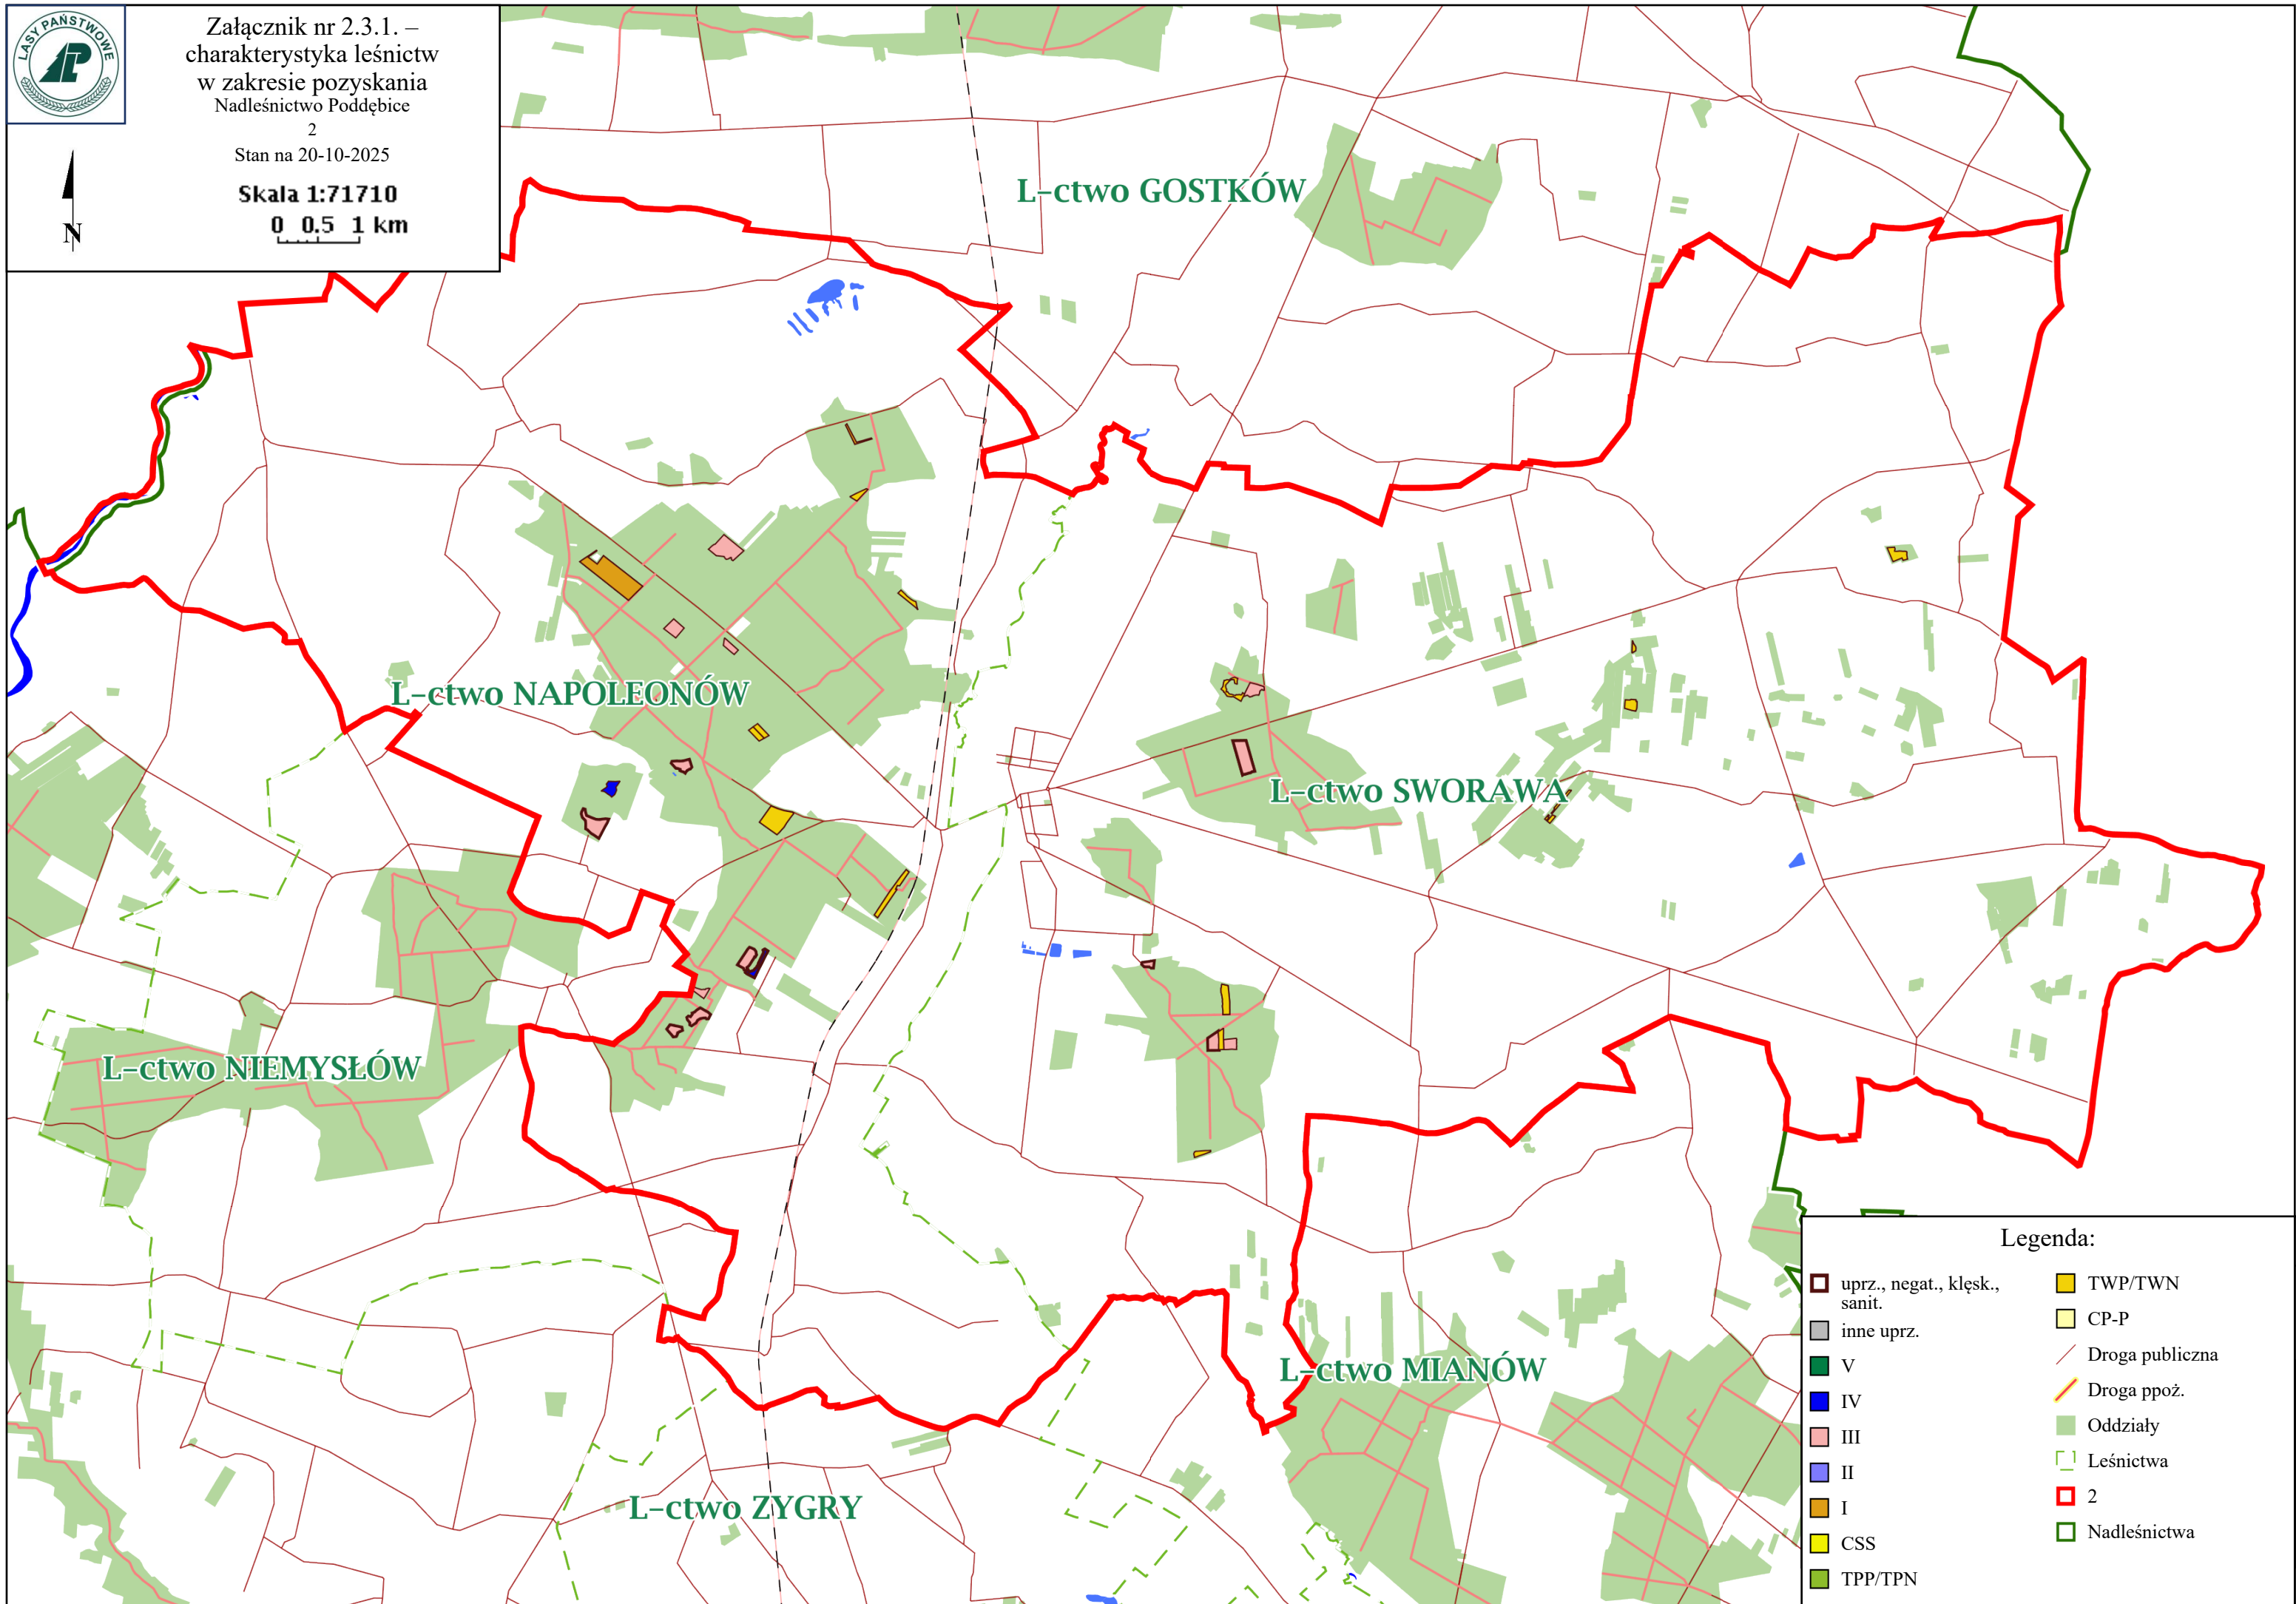 LASY PAŃSTWOWE
LP
Załącznik nr 2.3.1. –
charakterystyka leśnictw
w zakresie pozyskania
Nadleśnictwo Poddębice
2
Stan na 20-10-2025
Skala 1:71710
0 0.5 1 km
N
L-ctwo GOSTKÓW
L-ctwo NAPOLEONÓW
L-ctwo SWORAWA
L-ctwo NIEMYSŁÓW
L-ctwo MIANÓW
L-ctwo ZYGRY
Legenda:
uprz., negat., klęsk.,
sanit.
inne uprz.
V
IV
III
II
I
CSS
TPP/TPN
TWP/TWN
CP-P
Droga publiczna
Droga ppoż.
Oddziały
Leśnictwa
2
Nadleśnictwa